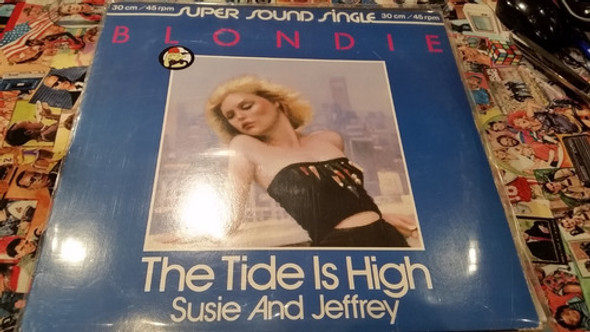 30 cm / 45 rpm SUPER SOUND SINGLE 30 cm / 45 rpm
BLONDIE
The Tide Is High
Susie And Jeffrey